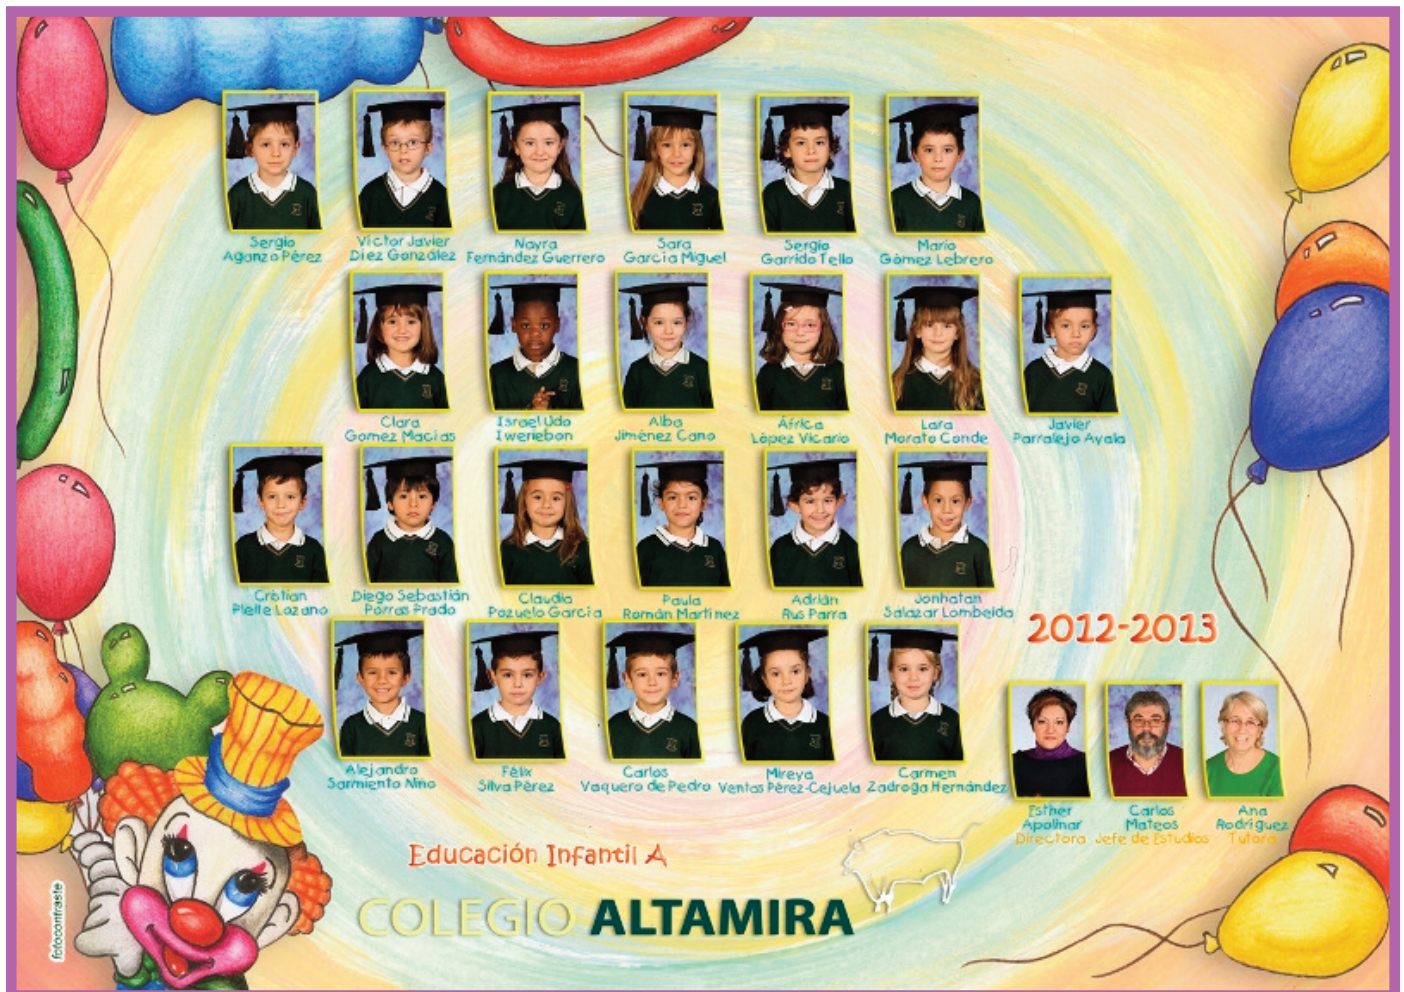 Sergio
Aganzo Pérez
Victor Javier
Díez González
Nayra
Fernández Guerrero
Sara
García Miguel
Sergio
Garrido Tello
Mario
Gómez Lebrero
Clara
Gómez Macías
Israel Udo
Iweriebon
Alba
Jiménez Cano
África
López Vicario
Lara
Morato Conde
Javier
Parralejo Ayala
Cristian
Plelte Lozano
Diego Sebastián
Porras Prado
Claudia
Pozuelo García
Paula
Román Martínez
Adrián
Rus Parra
Jonhatan
Salazar Lombeida
2012-2013
Alejandro
Sarmiento Nino
Félix
Silva Pérez
Carlos
Vaquero de Pedro
Mireya
Ventas Pérez-Cejuela
Carmen
Zadroga Hernández
Esther
Apolinar
Directora
Carlos
Mateos
Jefe de Estudios
Ana
Rodríguez
Tutora
Educación Infantil A
COLEGIO ALTAMIRA
fotocontraste